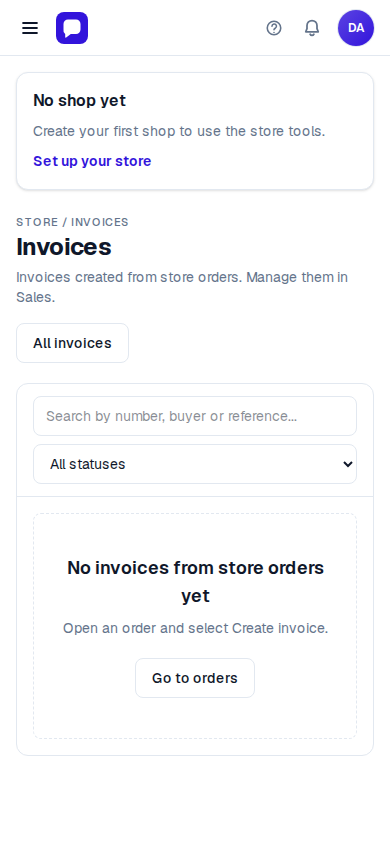 DA
No shop yet
Create your first shop to use the store tools.
Set up your store
STORE / INVOICES
Invoices
Invoices created from store orders. Manage them in
Sales.
All invoices
Search by number, buyer or reference...
All statuses
No invoices from store orders
yet
Open an order and select Create invoice.
Go to orders